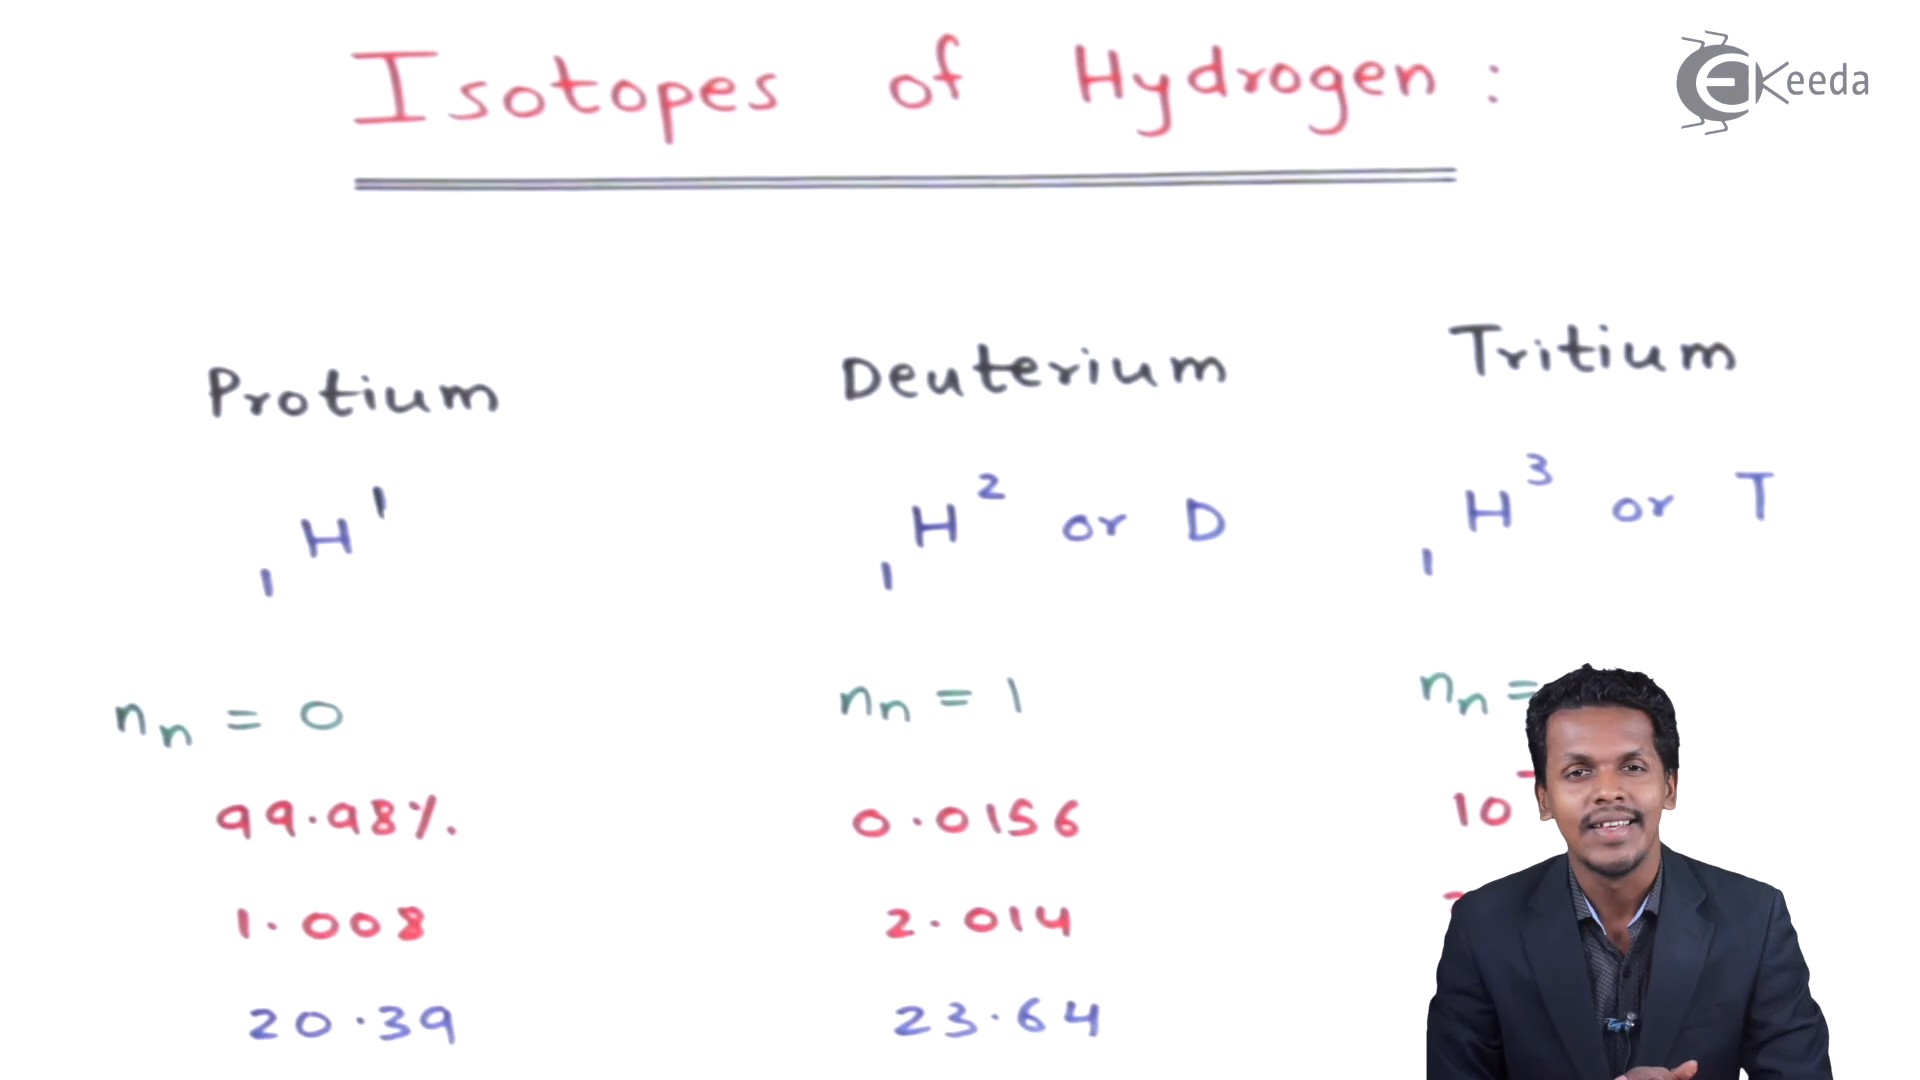 Isotopes of Hydrogen :
EKeeda
Protium Deuterium Tritium
₁H¹ ₁H² or D ₁H³ or T
nₙ = 0 nₙ = 1 nₙ =
99.98%. 0.0156 10⁻
1.008 2.014
20.39 23.64